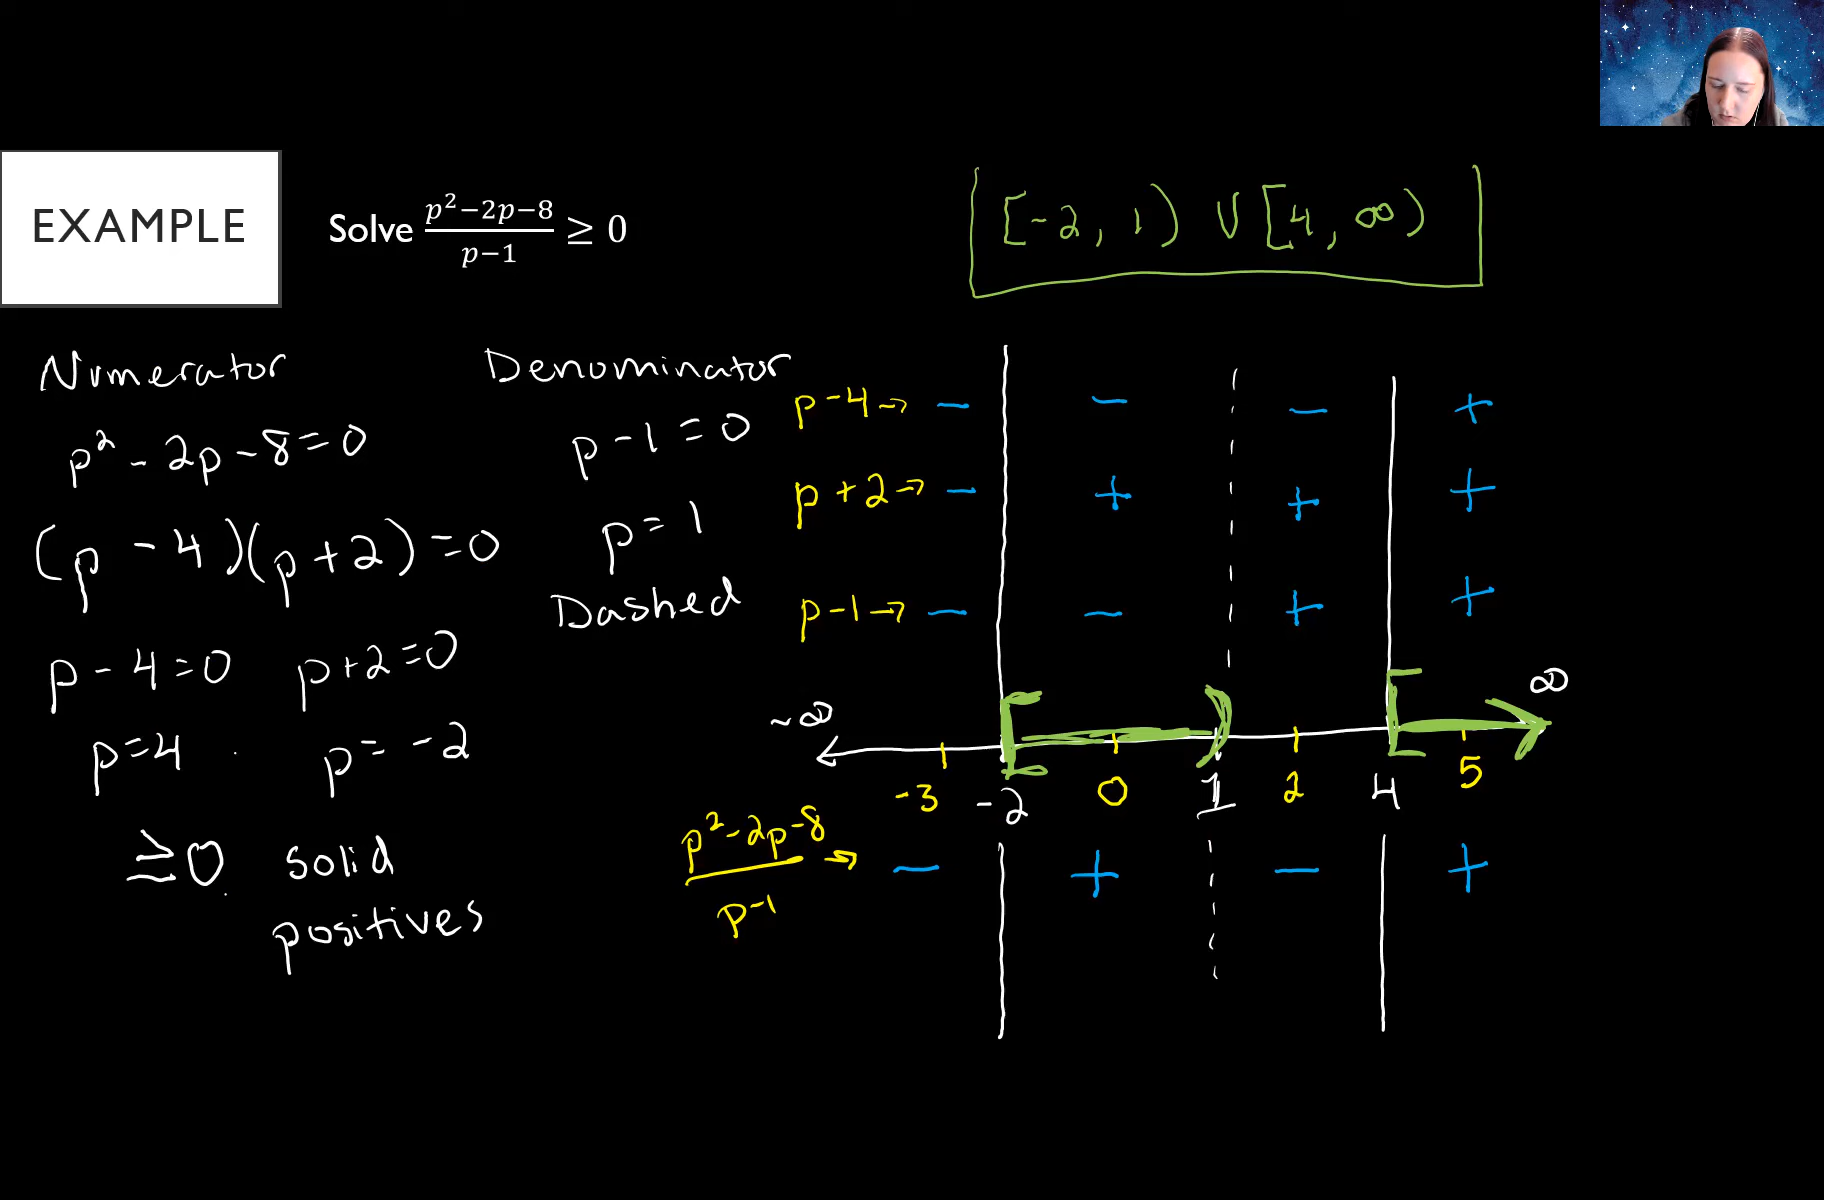 EXAMPLE
Solve \frac{p²−2p−8}{p−1} ≥ 0
[-2, 1) ∪ [4, ∞)
Numerator
p² - 2p - 8 = 0
(p - 4)(p + 2) = 0
p - 4 = 0 p + 2 = 0
p = 4 p = -2
≥ 0 solid
positives
Denominator
p - 1 = 0
p = 1
Dashed
p - 4 → - - - +
p + 2 → - + + +
p - 1 → - - + +
-∞ ∞
-3 -2 0 1 2 4 5
\frac{p² - 2p - 8}{p - 1} → - + - +